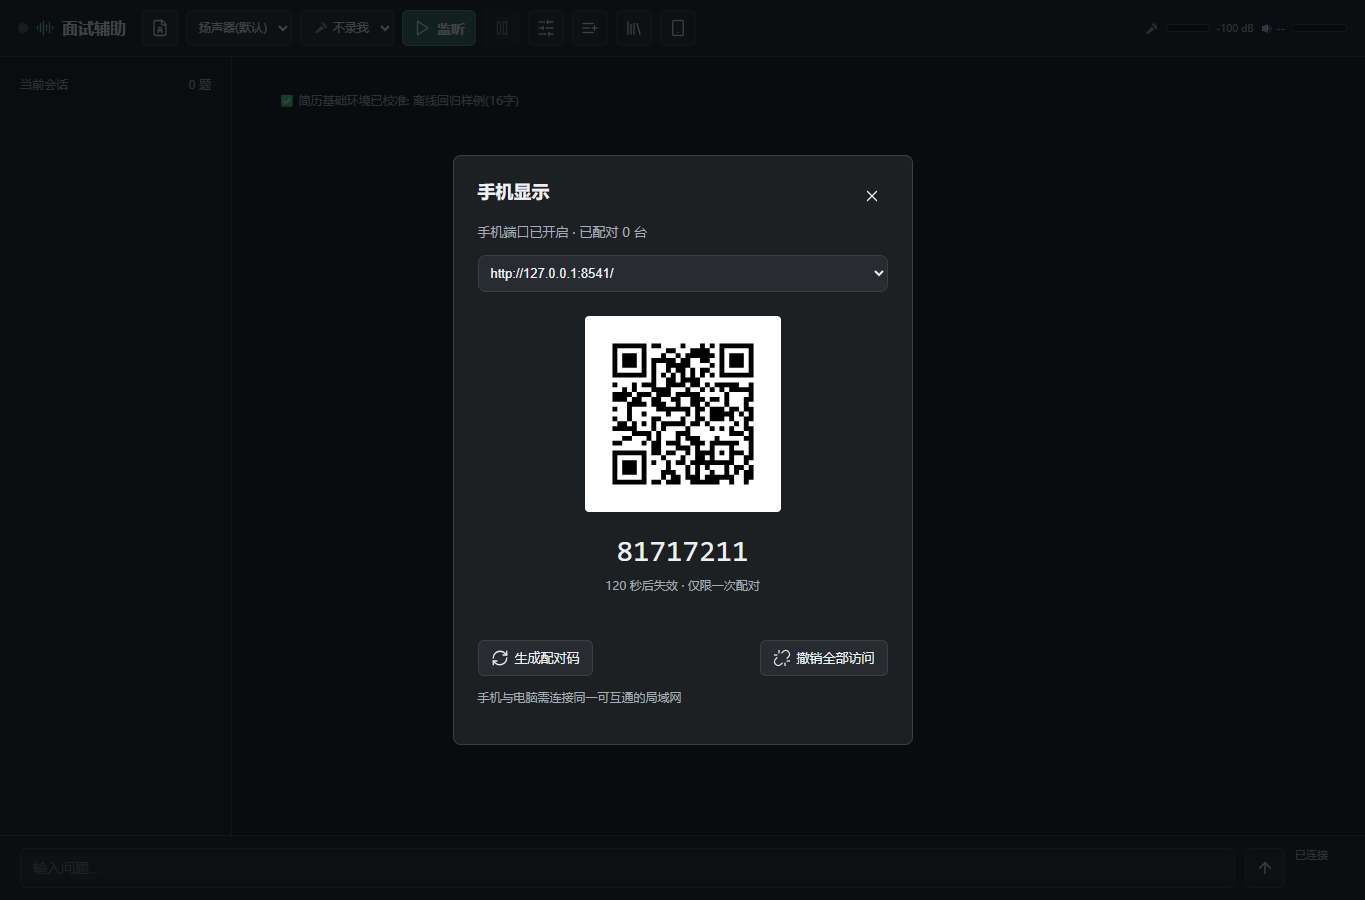 面试辅助
扬声器(默认)
不录我
监听
-100 dB
--
当前会话
0 题
简历基础环境已校准: 离线回归样例(16字)
手机显示
手机端口已开启 · 已配对 0 台
http://127.0.0.1:8541/
81717211
120 秒后失效 · 仅限一次配对
生成配对码
撤销全部访问
手机与电脑需连接同一可互通的局域网
输入问题...
已连接